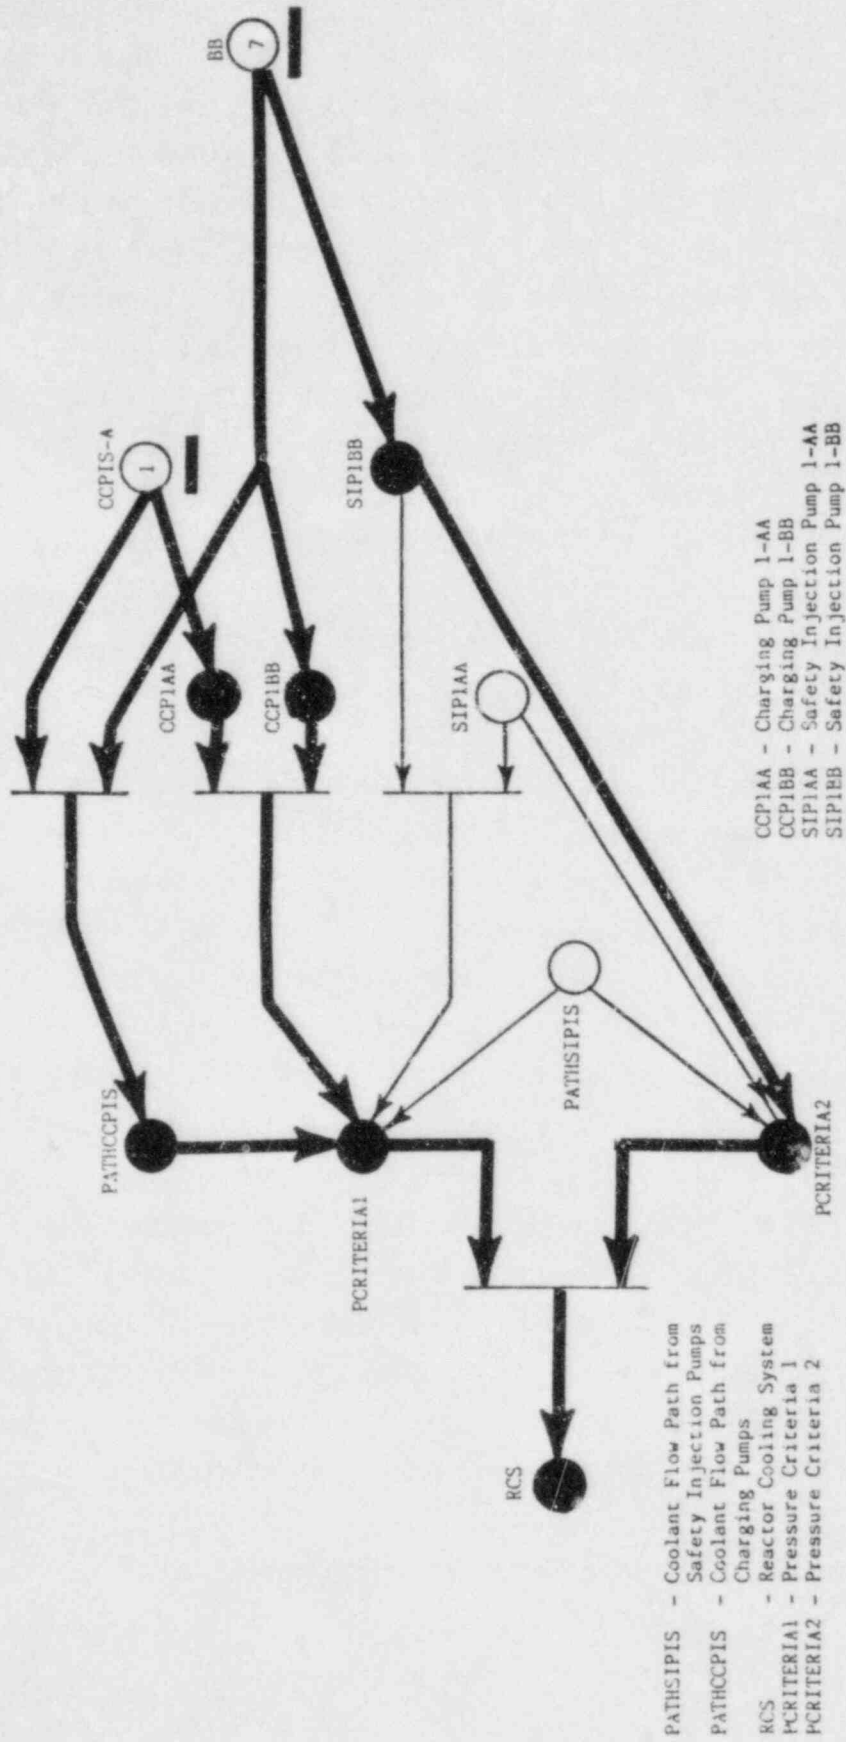 BB
7
CCPIS-A
1
SIP1BB
CCP1AA
CCP1BB
SIP1AA
PATHSIPIS
PATHCCPIS
PCRITERIA1
PCRITERIA2
RCS
PATHSIPIS - Coolant Flow Path from
Safety Injection Pumps
PATHCCPIS - Coolant Flow Path from
Charging Pumps
RCS - Reactor Cooling System
PCRITERIA1 - Pressure Criteria 1
PCRITERIA2 - Pressure Criteria 2
CCP1AA - Charging Pump 1-AA
CCP1BB - Charging Pump 1-BB
SIP1AA - Safety Injection Pump 1-AA
SIP1BB - Safety Injection Pump 1-BB